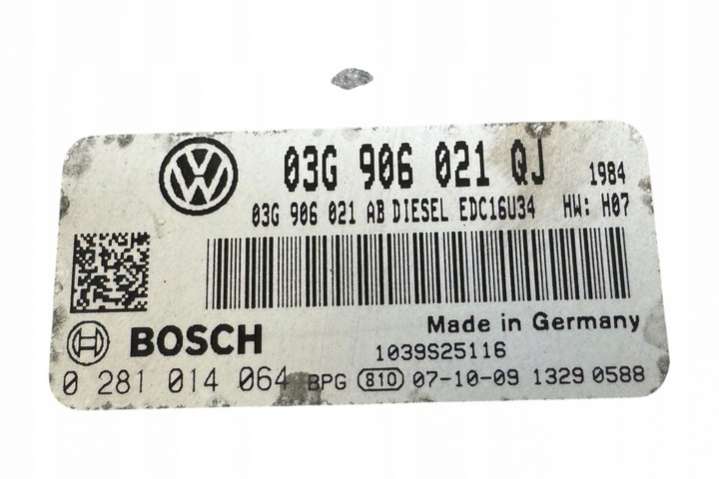 03G 906 021 QJ 1984
03G 906 021 AB DIESEL EDC16U34 HW: H07
BOSCH Made in Germany
1039S25116
0 281 014 064 BPG 810 07-10-09 1329 0588